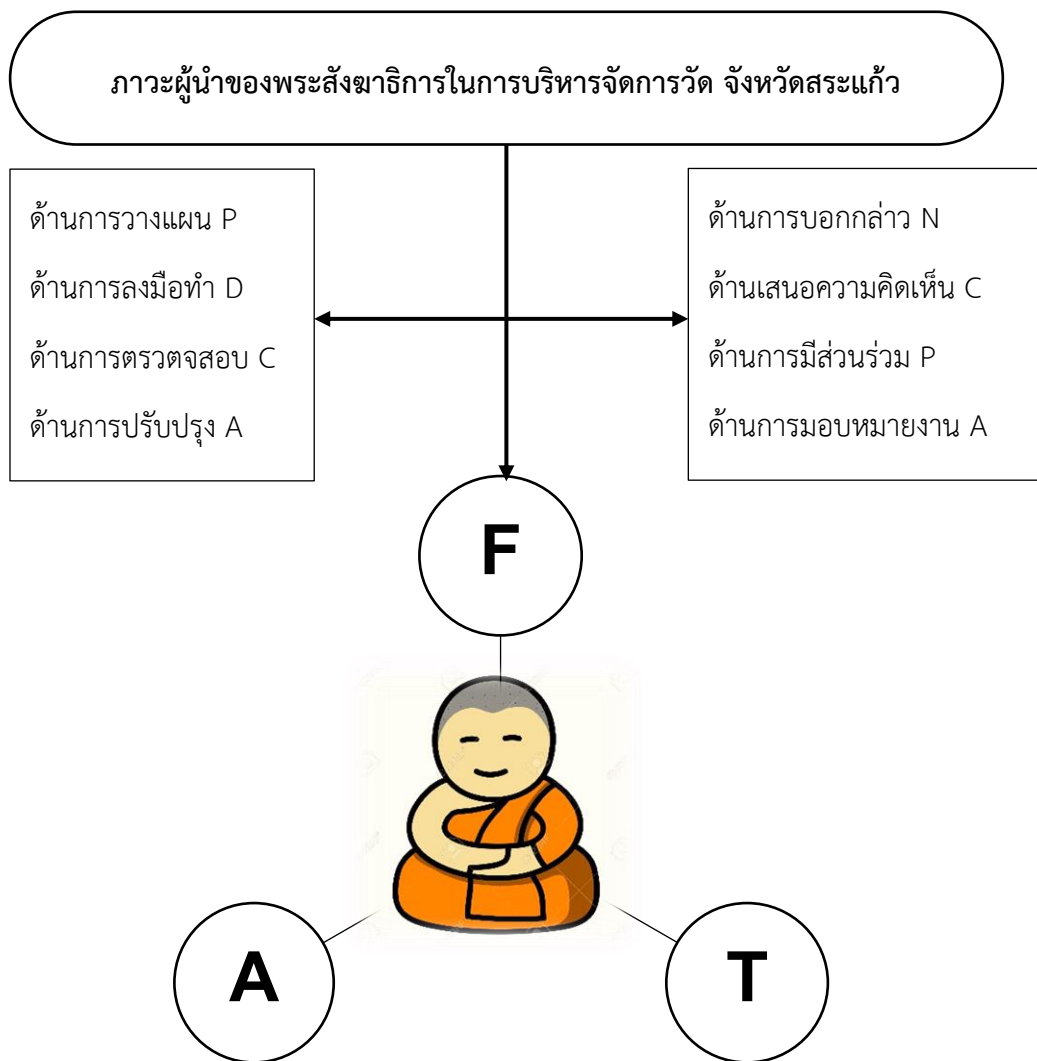 ภาวะผู้นำของพระสังฆาธิการในการบริหารจัดการวัด จังหวัดสระแก้ว
ด้านการวางแผน P
ด้านการลงมือทำ D
ด้านการตรวตจสอบ C
ด้านการปรับปรุง A
ด้านการบอกกล่าว N
ด้านเสนอความคิดเห็น C
ด้านการมีส่วนร่วม P
ด้านการมอบหมายงาน A
F
A
T